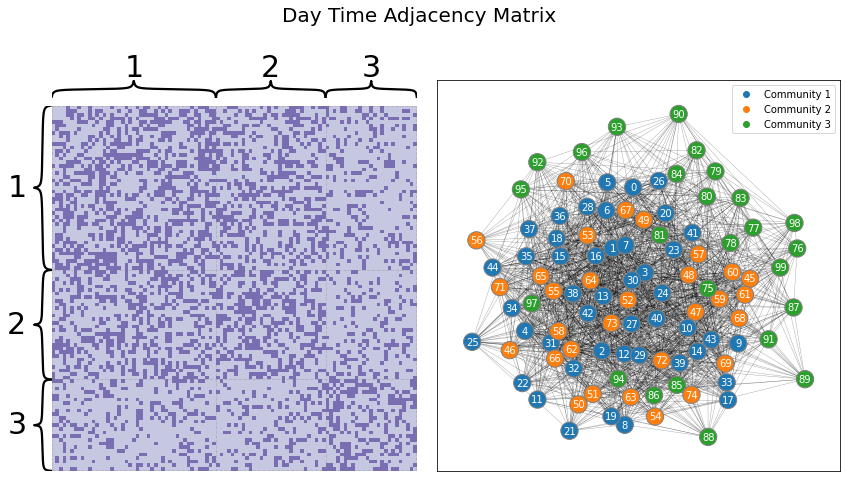 Day Time Adjacency Matrix
1 2 3
1
2
3
Community 1
Community 2
Community 3
90
93
82
96
92
84 79
70 5 0 26
95
80 83
28 6 67 20
36 49
98
37 77
53 41
18 81
56 78
1 7 23 76
35 15 16 57
44 99
3 60
65 48 45
64 30
71 55 75
38 13 24 61
97 52 59
34 87
42 47
40 68
73 27
4 58 10
25 31 43 9 91
46 62 2 14
66 12 29 72 39 69
32
94 89
22 85 33
51 86 74
11 63 17
50
19 54
21 8
88